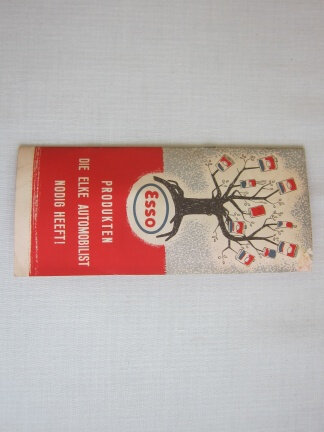 Esso
PRODUKTEN
DIE ELKE AUTOMOBILIST
NODIG HEEFT!